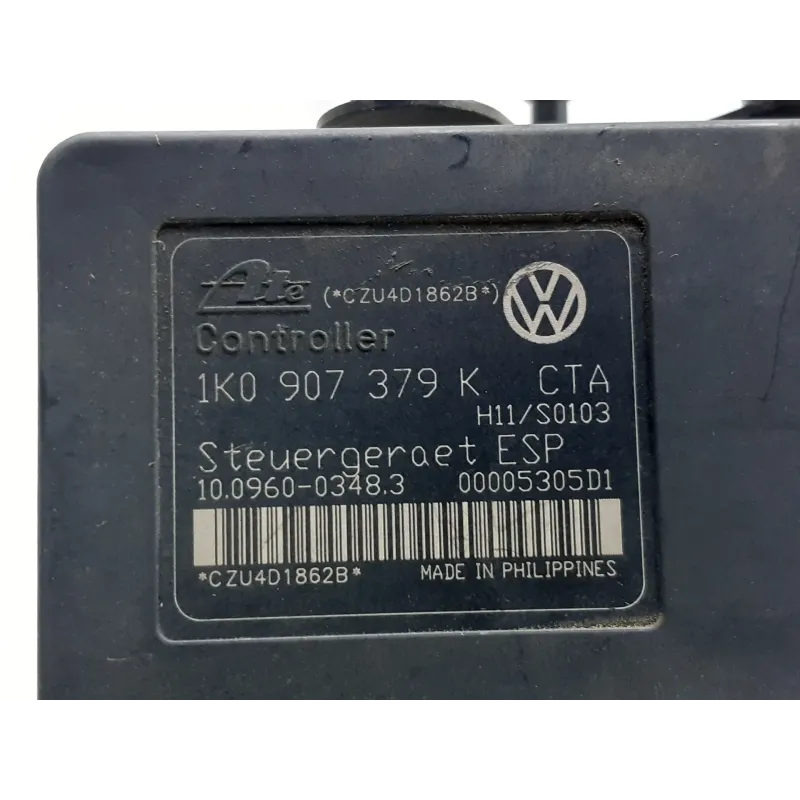 Ate (*CZU4D1862B*) VW
Controller
1K0 907 379 K CTA
H11/S0103
Steuergeraet ESP
10.0960-0348.3 00005305D1
*CZU4D1862B* MADE IN PHILIPPINES